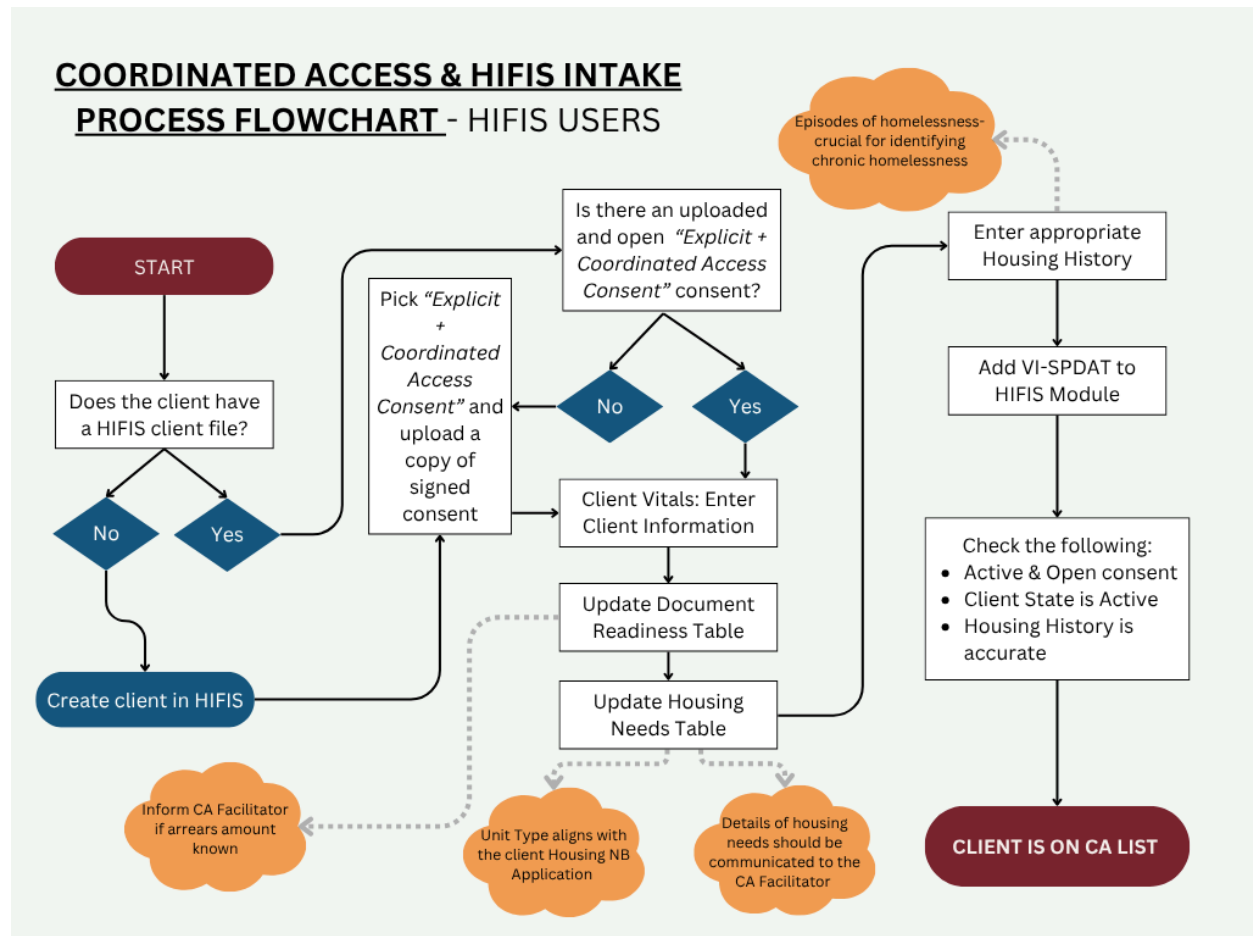 COORDINATED ACCESS & HIFIS INTAKE
PROCESS FLOWCHART - HIFIS USERS
START
Does the client have
a HIFIS client file?
No
Yes
Create client in HIFIS
Pick “Explicit
+
Coordinated
Access
Consent” and
upload a
copy of
signed
consent
Is there an uploaded
and open “Explicit +
Coordinated Access
Consent” consent?
No
Yes
Client Vitals: Enter
Client Information
Update Document
Readiness Table
Update Housing
Needs Table
Inform CA Facilitator
if arrears amount
known
Unit Type aligns with
the client Housing NB
Application
Details of housing
needs should be
communicated to the
CA Facilitator
Episodes of homelessness-
crucial for identifying
chronic homelessness
Enter appropriate
Housing History
Add VI-SPDAT to
HIFIS Module
Check the following:
• Active & Open consent
• Client State is Active
• Housing History is
accurate
CLIENT IS ON CA LIST